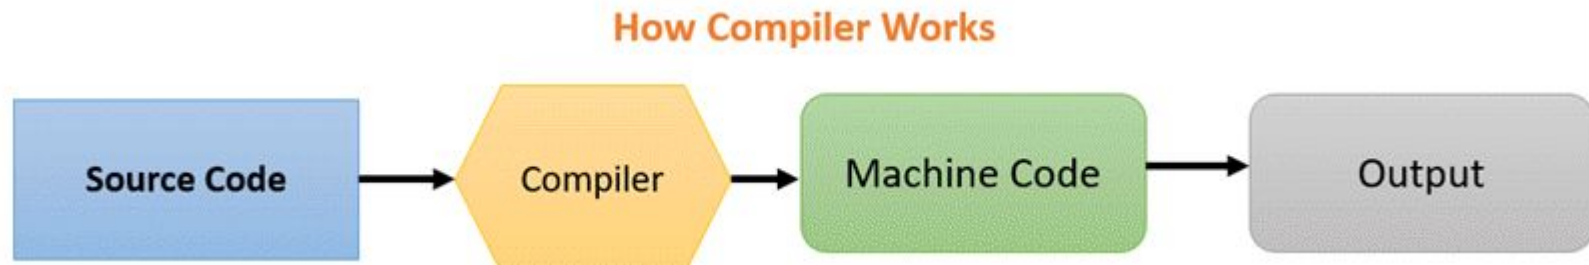 How Compiler Works
Source Code
Compiler
Machine Code
Output